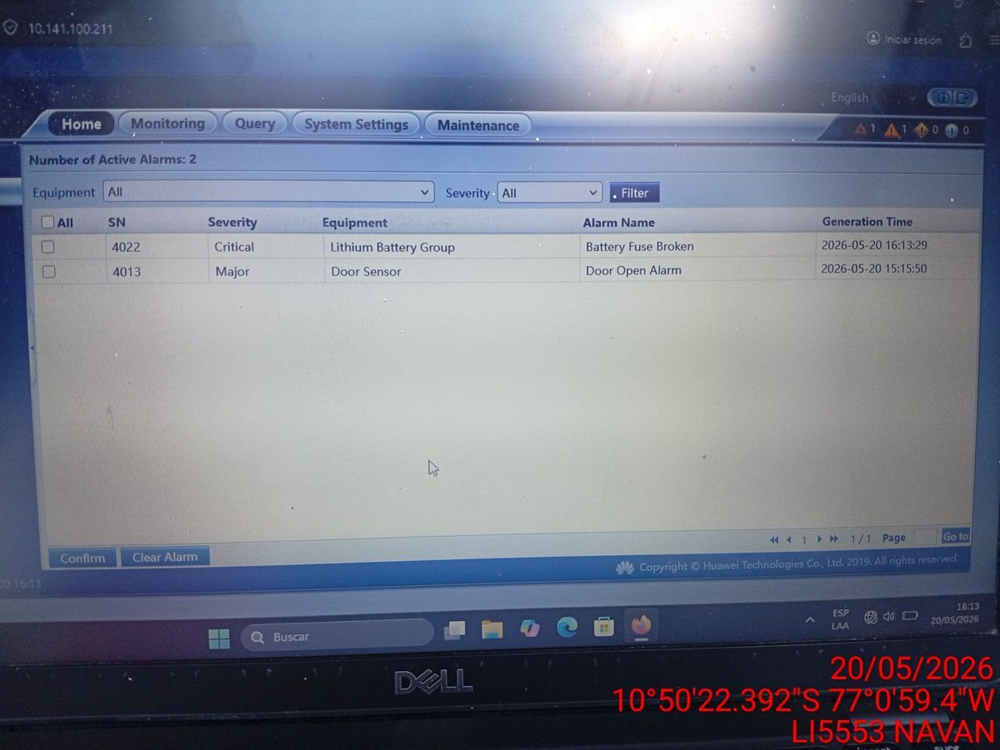 10.141.100.211
Iniciar sesión
English
Home Monitoring Query System Settings Maintenance
1 1 0 0
Number of Active Alarms: 2
Equipment All Severity All Filter
All SN Severity Equipment Alarm Name Generation Time
4022 Critical Lithium Battery Group Battery Fuse Broken 2026-05-20 16:13:29
4013 Major Door Sensor Door Open Alarm 2026-05-20 15:15:50
1 1 / 1 Page Go to
Confirm Clear Alarm
Copyright © Huawei Technologies Co., Ltd. 2019. All rights reserved.
20 16:13
Buscar
ESP
LAA
16:13
20/05/2026
DELL
20/05/2026
10°50'22.392"S 77°0'59.4"W
LI5553 NAVAN